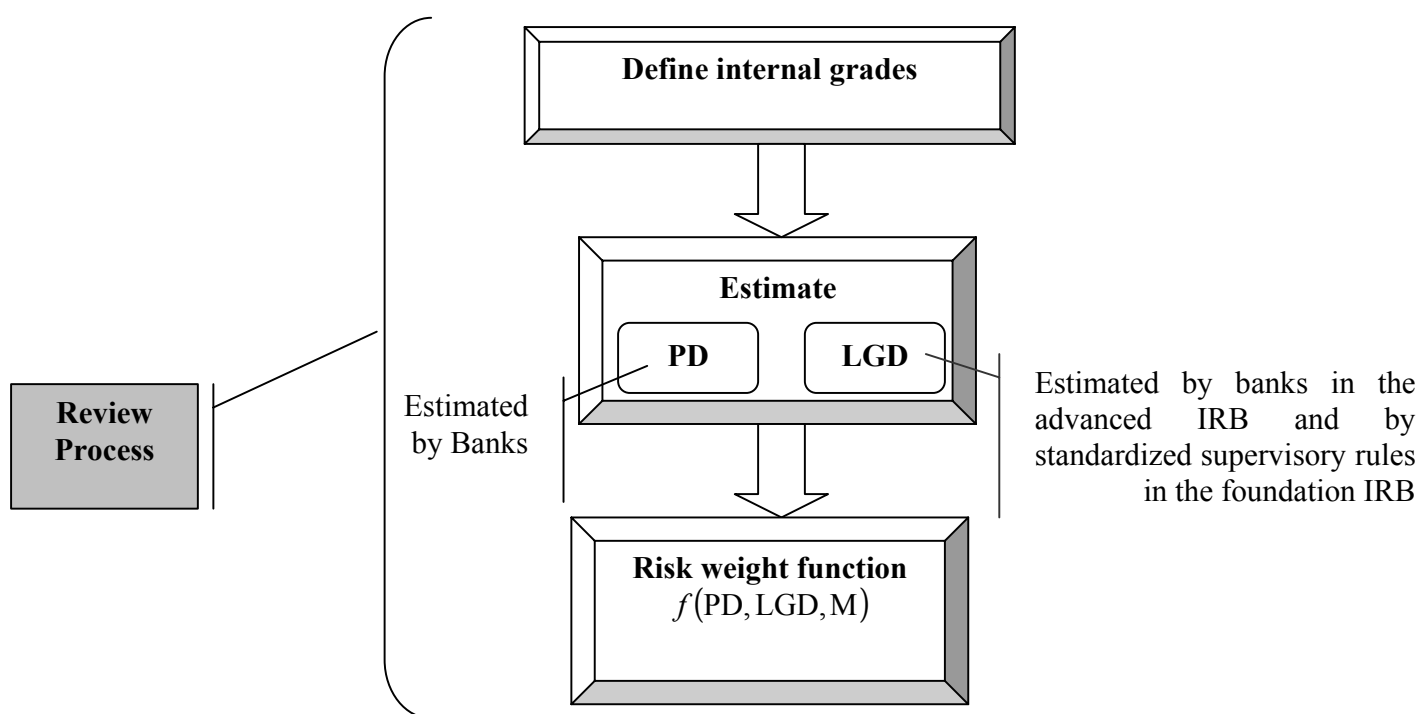 Define internal grades
Estimate
PD
LGD
Estimated
by Banks
Estimated by banks in the
advanced IRB and by
standardized supervisory rules
in the foundation IRB
Review
Process
Risk weight function
f(PD, LGD, M)